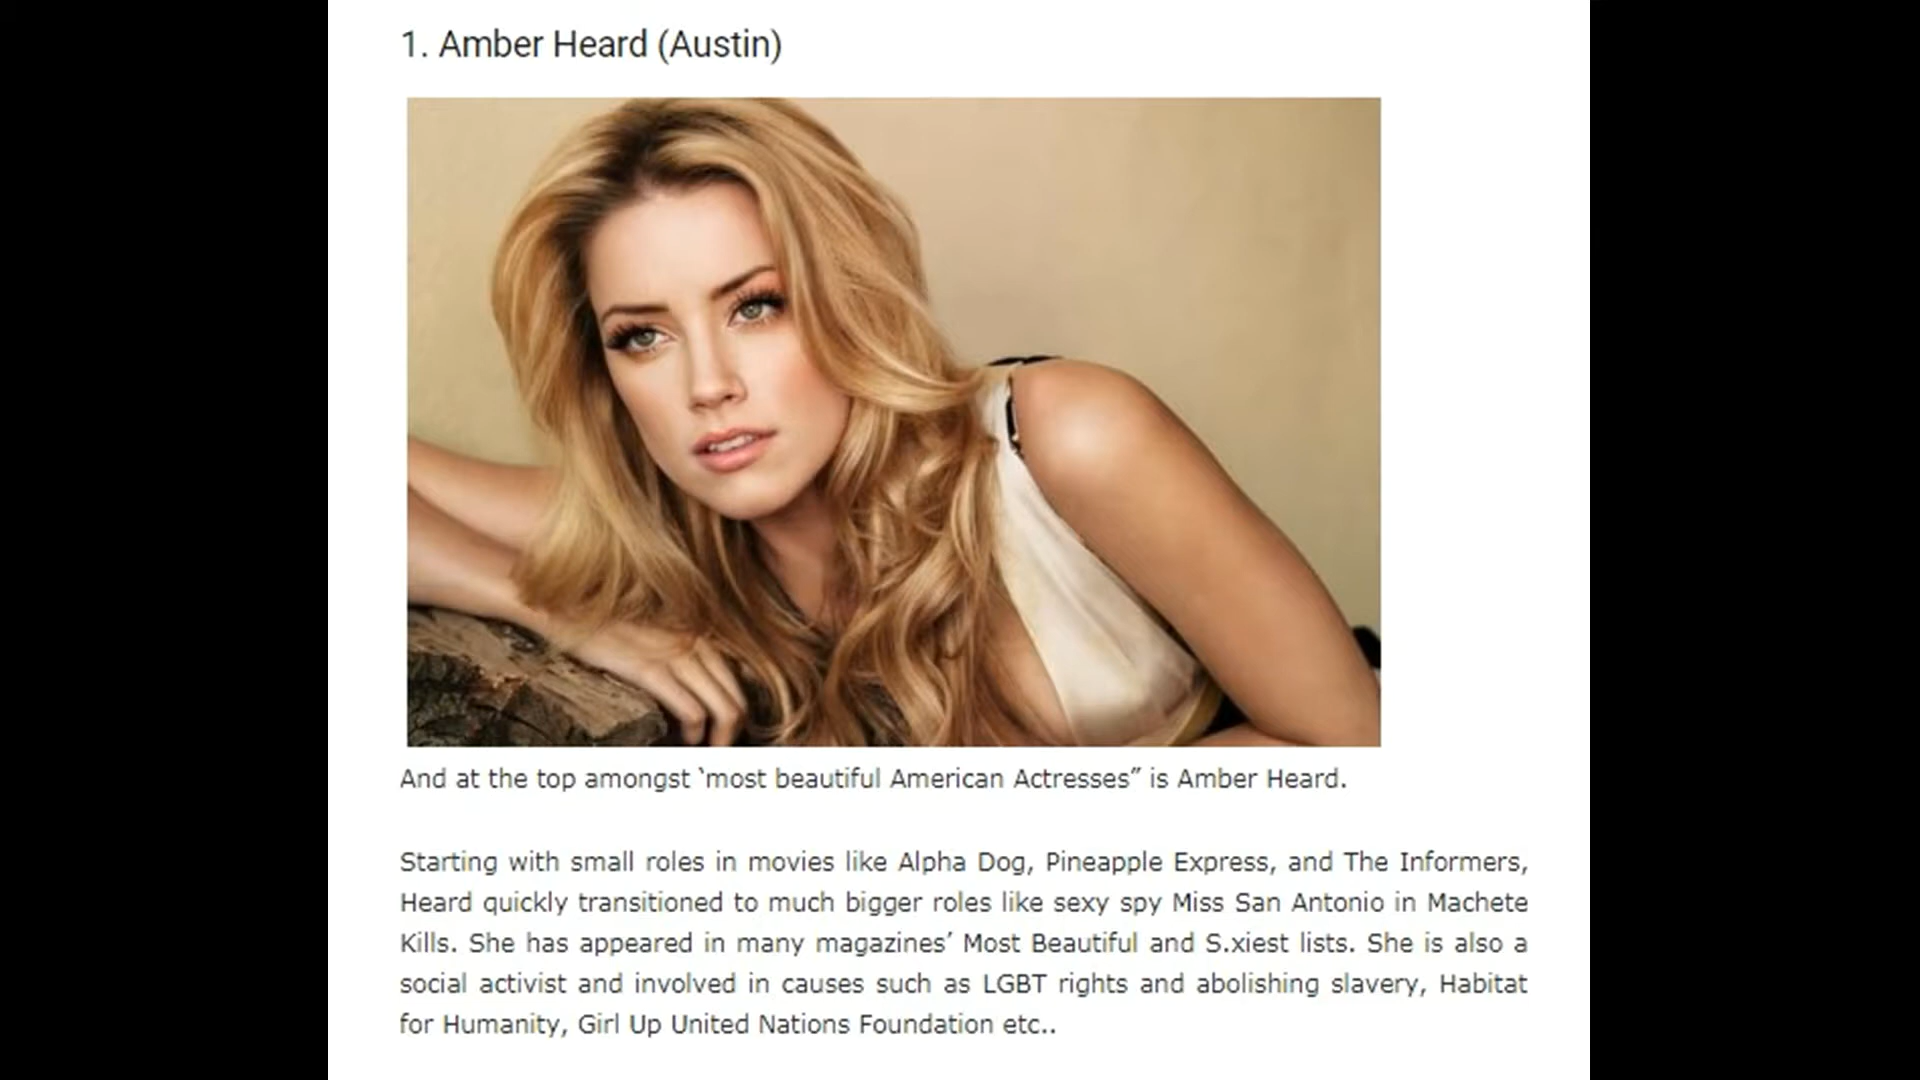 1. Amber Heard (Austin)
And at the top amongst ‘most beautiful American Actresses” is Amber Heard.
Starting with small roles in movies like Alpha Dog, Pineapple Express, and The Informers,
Heard quickly transitioned to much bigger roles like sexy spy Miss San Antonio in Machete
Kills. She has appeared in many magazines’ Most Beautiful and S.xiest lists. She is also a
social activist and involved in causes such as LGBT rights and abolishing slavery, Habitat
for Humanity, Girl Up United Nations Foundation etc..